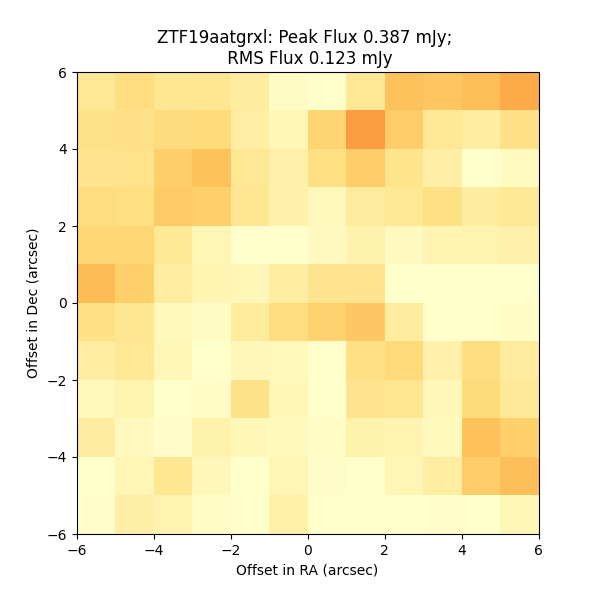 ZTF19aatgrxl: Peak Flux 0.387 mJy;
RMS Flux 0.123 mJy
6
4
2
0
−2
−4
−6
Offset in Dec (arcsec)
−6 −4 −2 0 2 4 6
Offset in RA (arcsec)